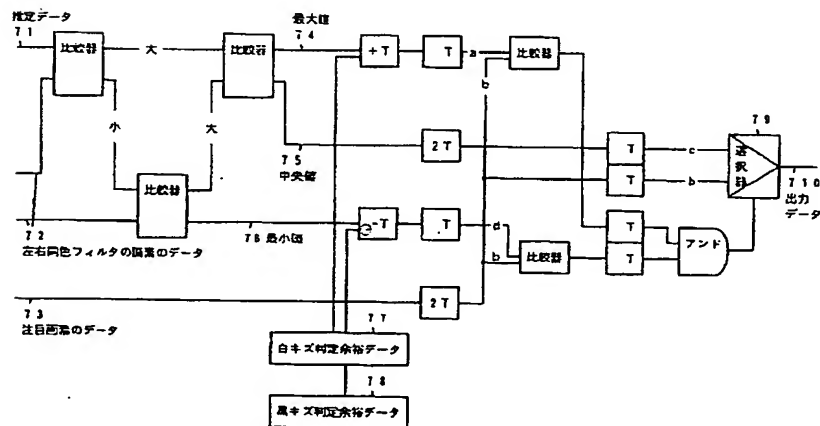 推定データ
71
比較器
大
比較器
最大値
74
+T
T
a
比較器
b
小
大
2T
T
c
79
選択器
75
中央値
T
b
710
出力
データ
比較器
72
左右同色フィルタの画素のデータ
76 最小値
-T
T
d
b
比較器
T
T
アンド
73
注目画素のデータ
2T
77
白キズ判定余裕データ
78
黒キズ判定余裕データ